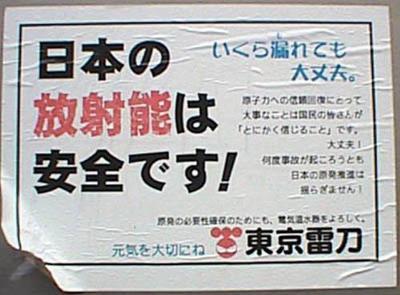 日本の
放射能は
安全です!
いくら漏れても
大丈夫。
原子力への信頼回復にとって
大事なことは国民の皆さんが
「とにかく信じること」です。
大丈夫!
何度事故が起ころうとも
日本の原発推進は
揺らぎません!
原発の必要性確保のためにも、電気温水器をよろしく。
元気を大切にね
東京雷刀